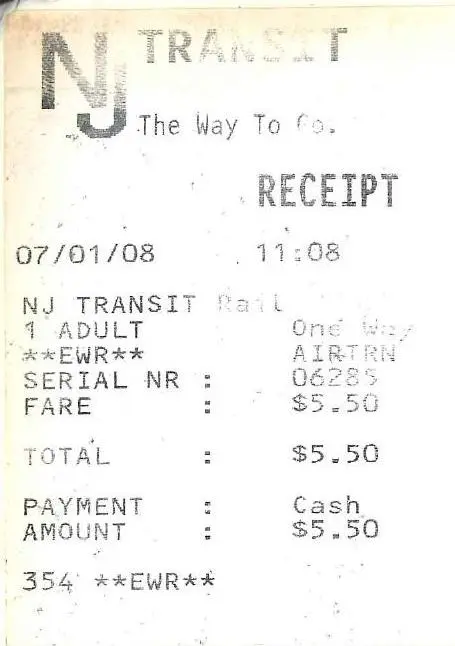 NJ TRANSIT
The Way To Go.
RECEIPT
07/01/08 11:08
NJ TRANSIT Rail
1 ADULT One Way
**EWR** AIRTRN
SERIAL NR : 06285
FARE : $5.50
TOTAL : $5.50
PAYMENT : Cash
AMOUNT : $5.50
354 **EWR**